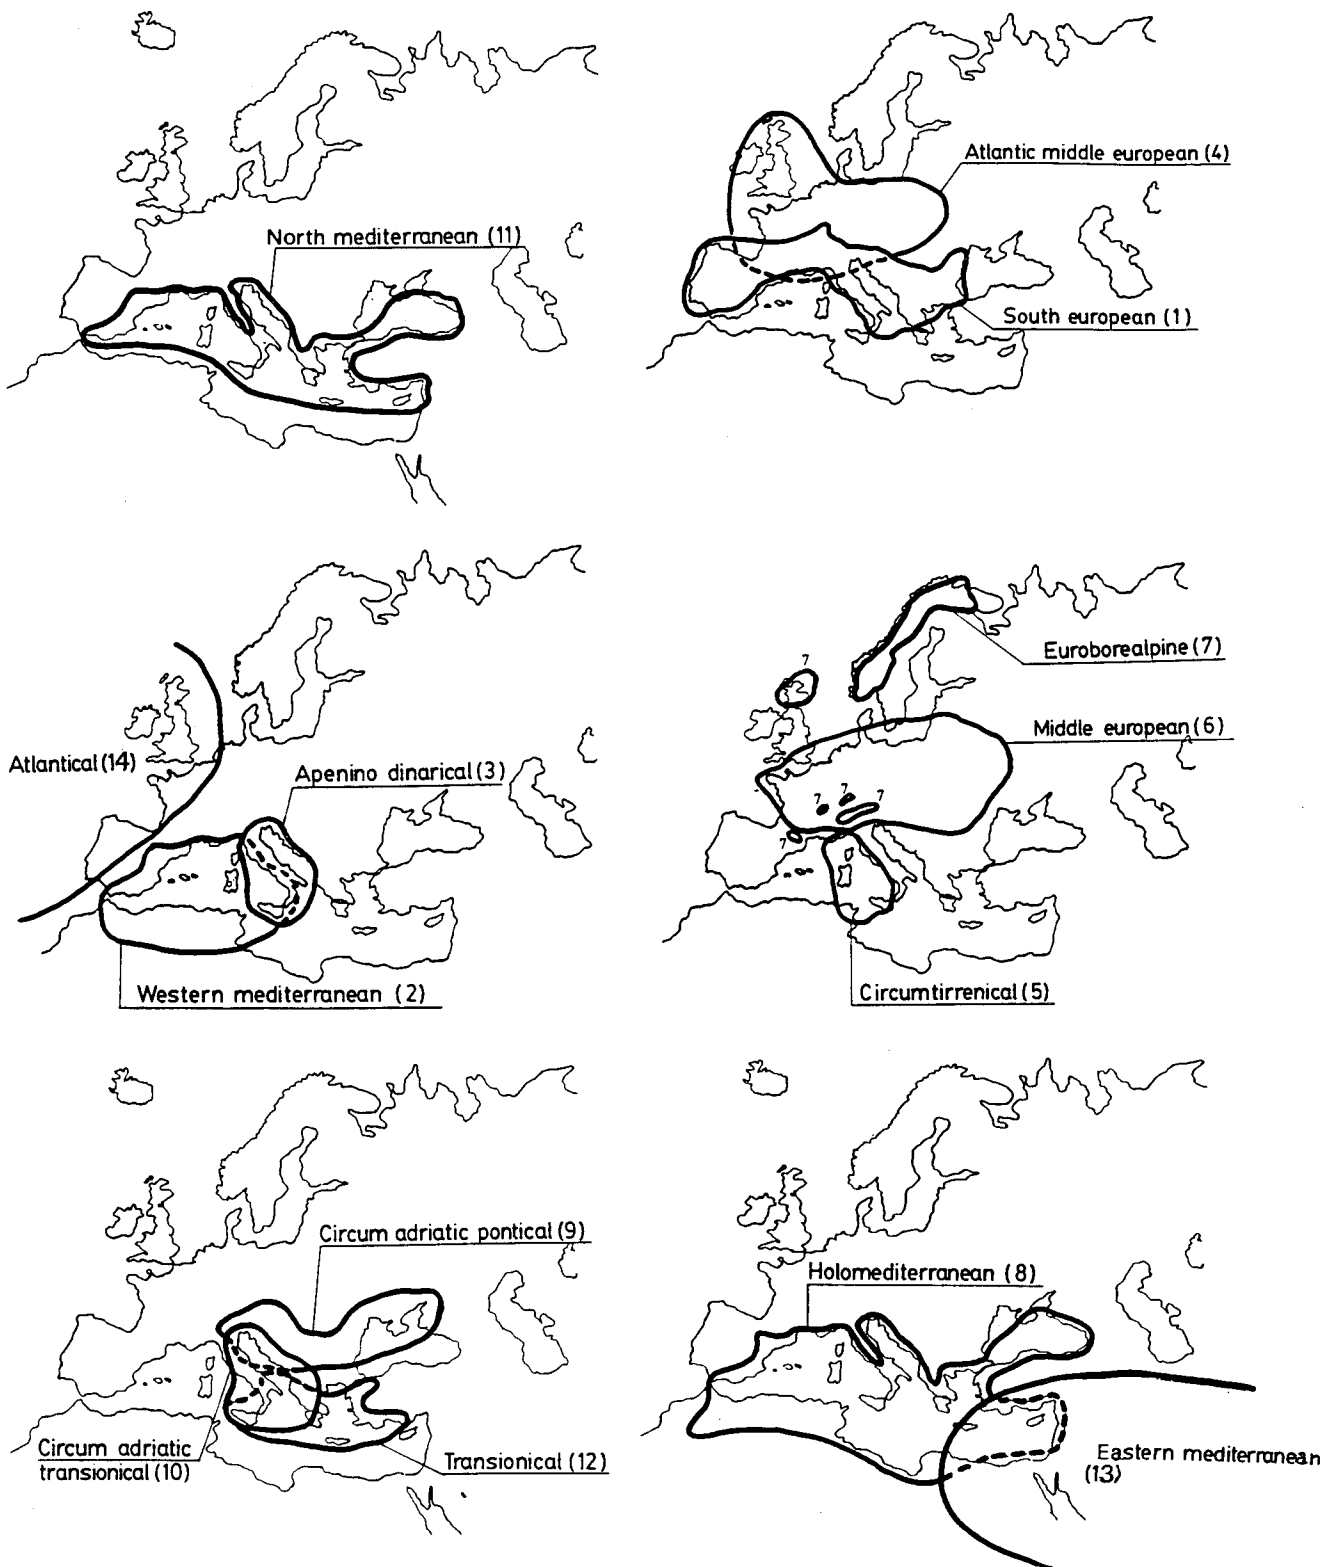 North mediterranean (11)
Atlantic middle european (4)
South european (1)
Atlantical (14)
Apenino dinarical (3)
Western mediterranean (2)
7
Euroborealpine (7)
Middle european (6)
7
7
7
7
Circumtirrenical (5)
Circum adriatic pontical (9)
Circum adriatic
transionical (10)
Transionical (12)
Holomediterranean (8)
Eastern mediterranean
(13)